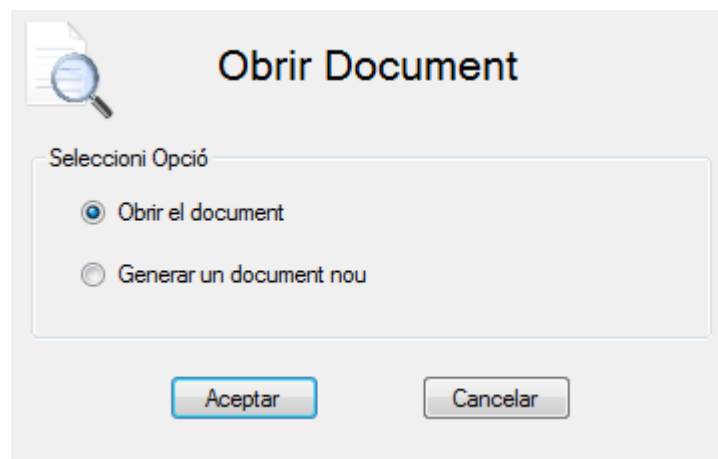 Obrir Document
Seleccioni Opció
Obrir el document
Generar un document nou
Aceptar
Cancelar